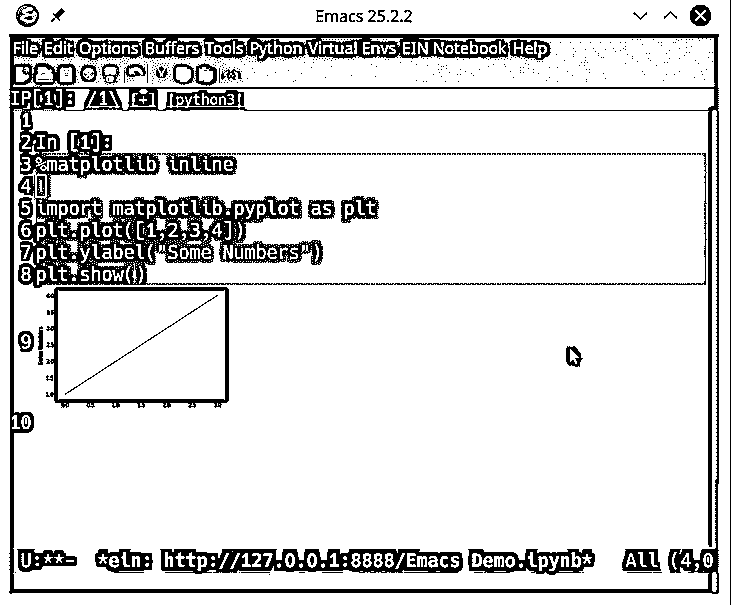 Emacs 25.2.2
File Edit Options Buffers Tools Python Virtual Envs EIN Notebook Help
IP[1]: /1\ [+] [python3]
1
2 In [1]:
3 %matplotlib inline
4
5 import matplotlib.pyplot as plt
6 plt.plot([1,2,3,4])
7 plt.ylabel("Some Numbers")
8 plt.show()
9
10
U:**- *ein: http://127.0.0.1:8888/Emacs Demo.ipynb* All (4,0